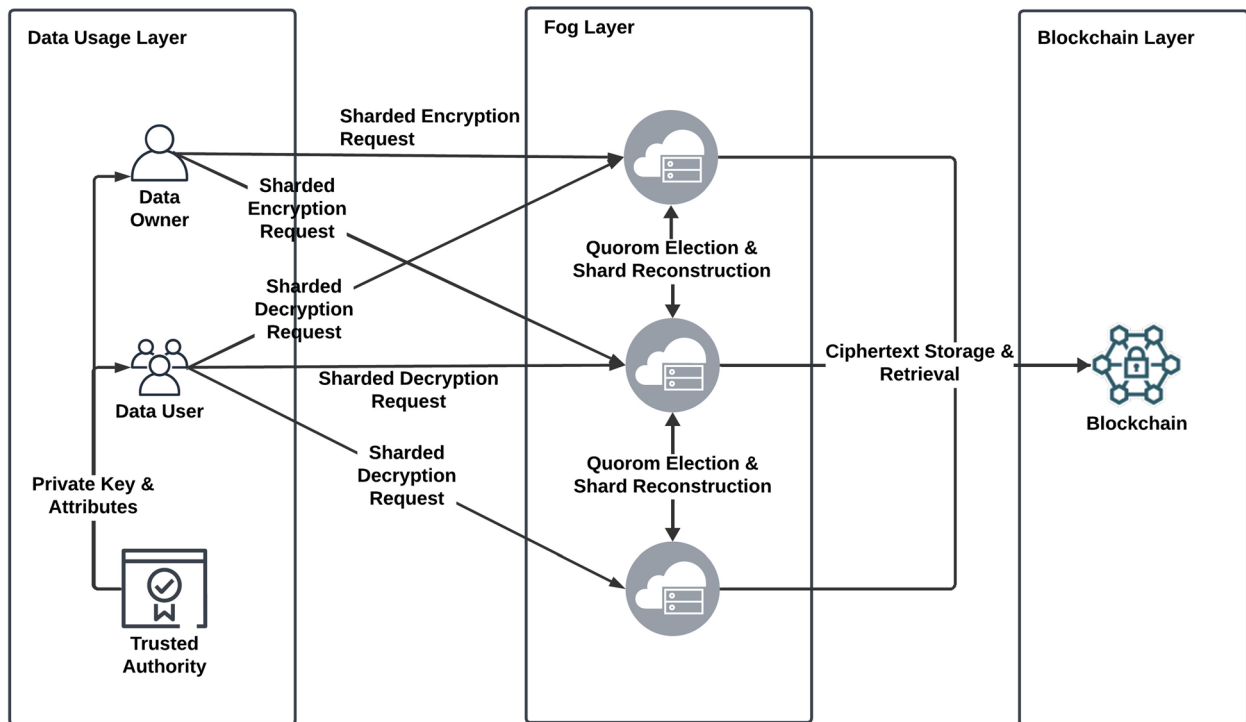 Data Usage Layer
Fog Layer
Blockchain Layer
Sharded Encryption
Request
Data
Owner
Sharded
Encryption
Request
Quorom Election &
Shard Reconstruction
Sharded
Decryption
Request
Data User
Sharded Decryption
Request
Ciphertext Storage &
Retrieval
Blockchain
Sharded
Decryption
Request
Quorom Election &
Shard Reconstruction
Private Key &
Attributes
Trusted
Authority